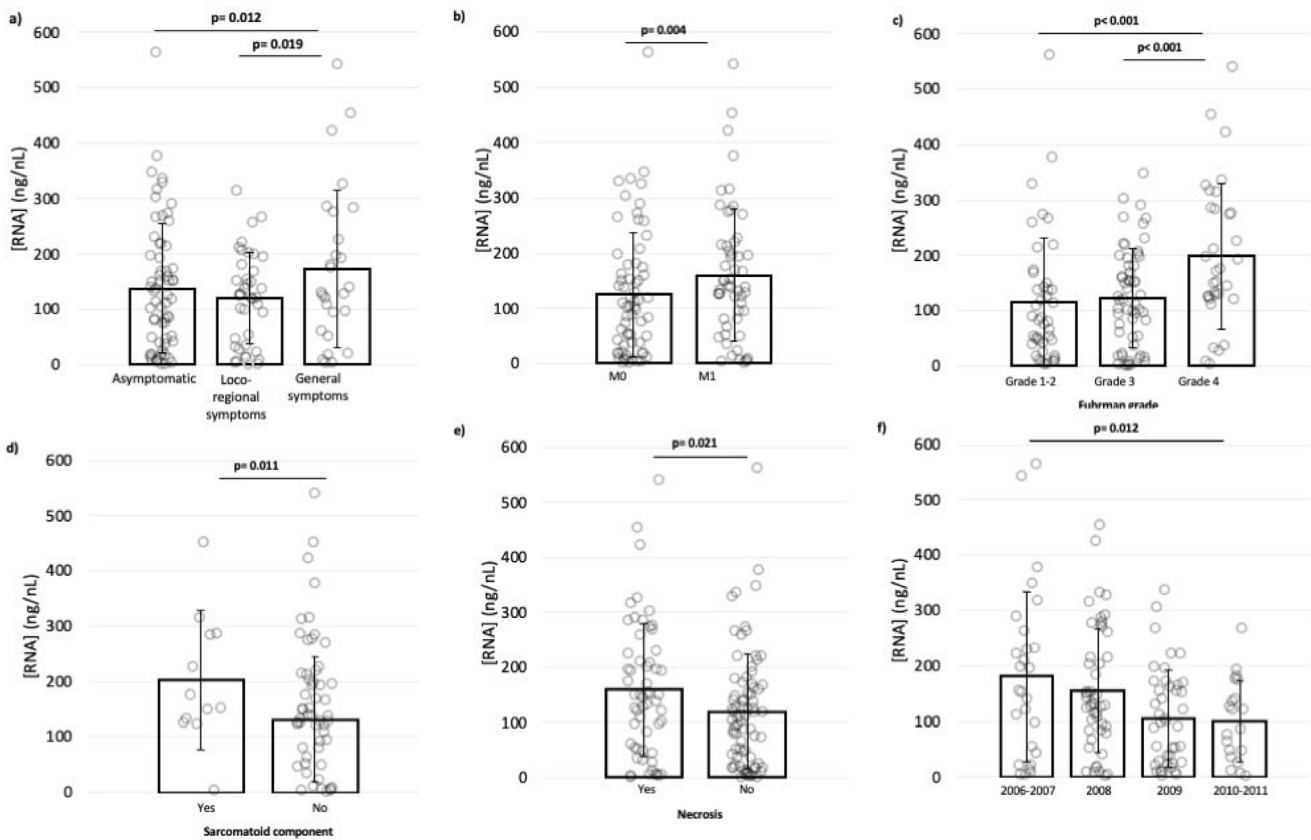 a)
p= 0.012
p= 0.019
600
500
400
300
200
100
0
[RNA] (ng/nL)
Asymptomatic
Loco-
regional
symptoms
General
symptoms
b)
p= 0.004
600
500
400
300
200
100
0
[RNA] (ng/nL)
M0
M1
c)
p< 0.001
p< 0.001
600
500
400
300
200
100
0
[RNA] (ng/nL)
Grade 1-2
Grade 3
Grade 4
Fuhrman grade
d)
p= 0.011
600
500
400
300
200
100
0
[RNA] (ng/nL)
Yes
No
Sarcomatoid component
e)
p= 0.021
600
500
400
300
200
100
0
[RNA] (ng/nL)
Yes
No
Necrosis
f)
p= 0.012
600
500
400
300
200
100
0
[RNA] (ng/nL)
2006-2007
2008
2009
2010-2011